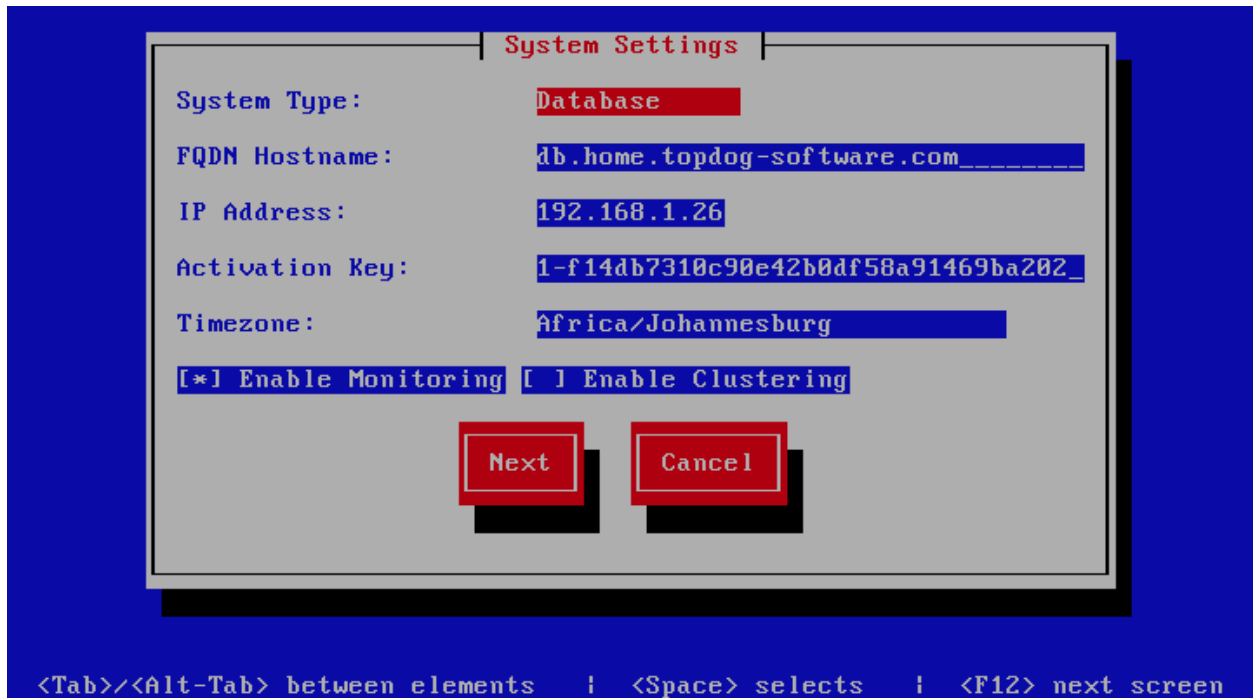 System Settings
System Type: Database
FQDN Hostname: db.home.topdog-software.com________
IP Address: 192.168.1.26
Activation Key: 1-f14db7310c90e42b0df58a91469ba202_
Timezone: Africa/Johannesburg
[*] Enable Monitoring [ ] Enable Clustering
Next Cancel
<Tab>/<Alt-Tab> between elements | <Space> selects | <F12> next screen